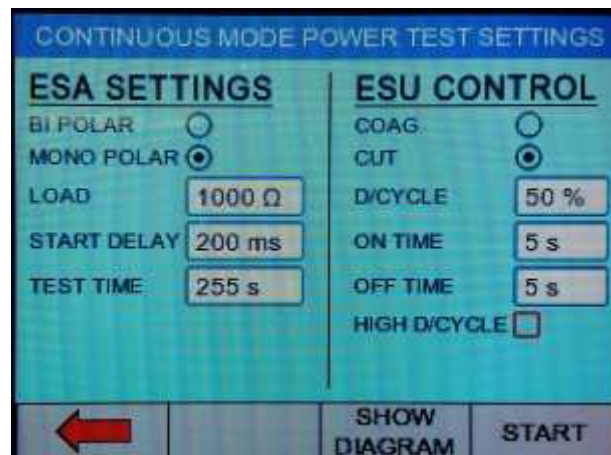 CONTINUOUS MODE POWER TEST SETTINGS
ESA SETTINGS
BI POLAR
MONO POLAR
LOAD 1000 Ω
START DELAY 200 ms
TEST TIME 255 s
ESU CONTROL
COAG
CUT
D/CYCLE 50 %
ON TIME 5 s
OFF TIME 5 s
HIGH D/CYCLE
SHOW
DIAGRAM
START